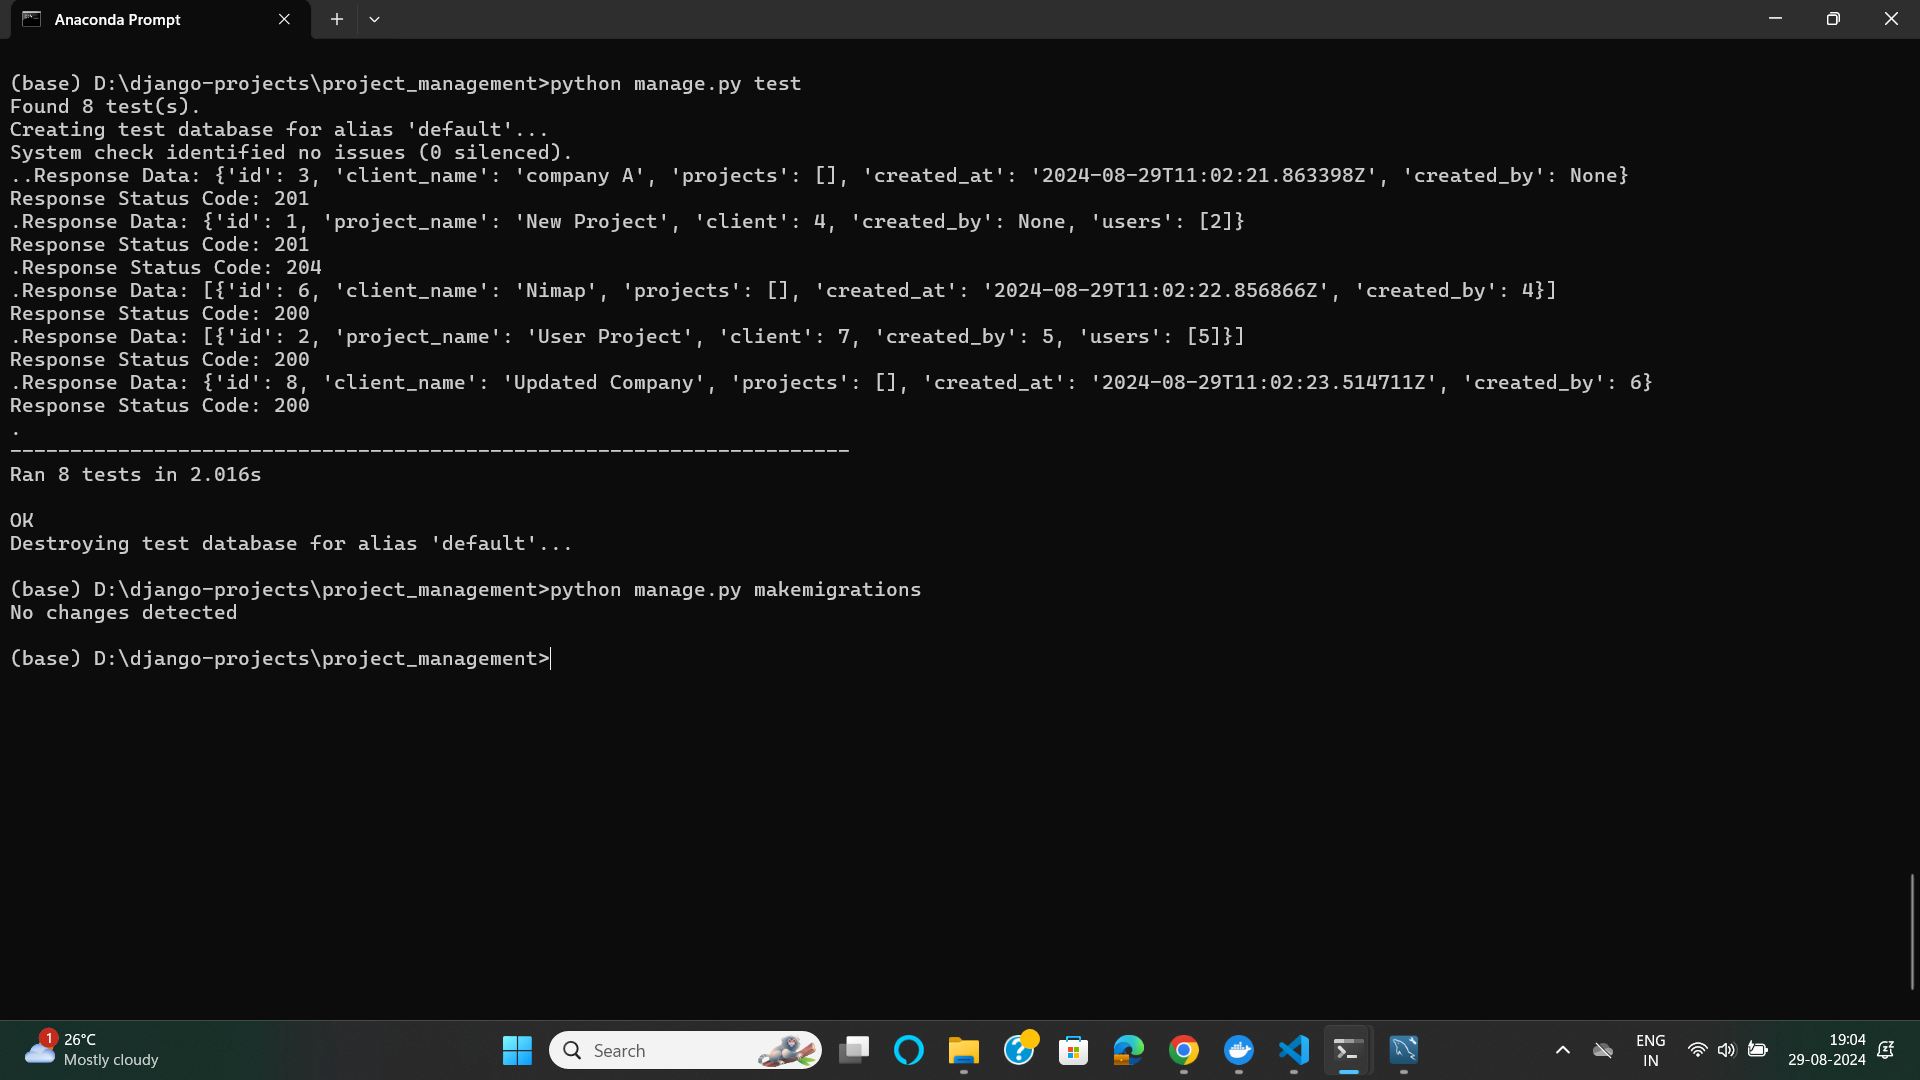 Anaconda Prompt
(base) D:\django-projects\project_management>python manage.py test
Found 8 test(s).
Creating test database for alias 'default'...
System check identified no issues (0 silenced).
..Response Data: {'id': 3, 'client_name': 'company A', 'projects': [], 'created_at': '2024-08-29T11:02:21.863398Z', 'created_by': None}
Response Status Code: 201
.Response Data: {'id': 1, 'project_name': 'New Project', 'client': 4, 'created_by': None, 'users': [2]}
Response Status Code: 201
.Response Status Code: 204
.Response Data: [{'id': 6, 'client_name': 'Nimap', 'projects': [], 'created_at': '2024-08-29T11:02:22.856866Z', 'created_by': 4}]
Response Status Code: 200
.Response Data: [{'id': 2, 'project_name': 'User Project', 'client': 7, 'created_by': 5, 'users': [5]}]
Response Status Code: 200
.Response Data: {'id': 8, 'client_name': 'Updated Company', 'projects': [], 'created_at': '2024-08-29T11:02:23.514711Z', 'created_by': 6}
Response Status Code: 200
.
----------------------------------------------------------------------
Ran 8 tests in 2.016s
OK
Destroying test database for alias 'default'...
(base) D:\django-projects\project_management>python manage.py makemigrations
No changes detected
(base) D:\django-projects\project_management>
1
26°C
Mostly cloudy
Search
ENG
IN
19:04
29-08-2024